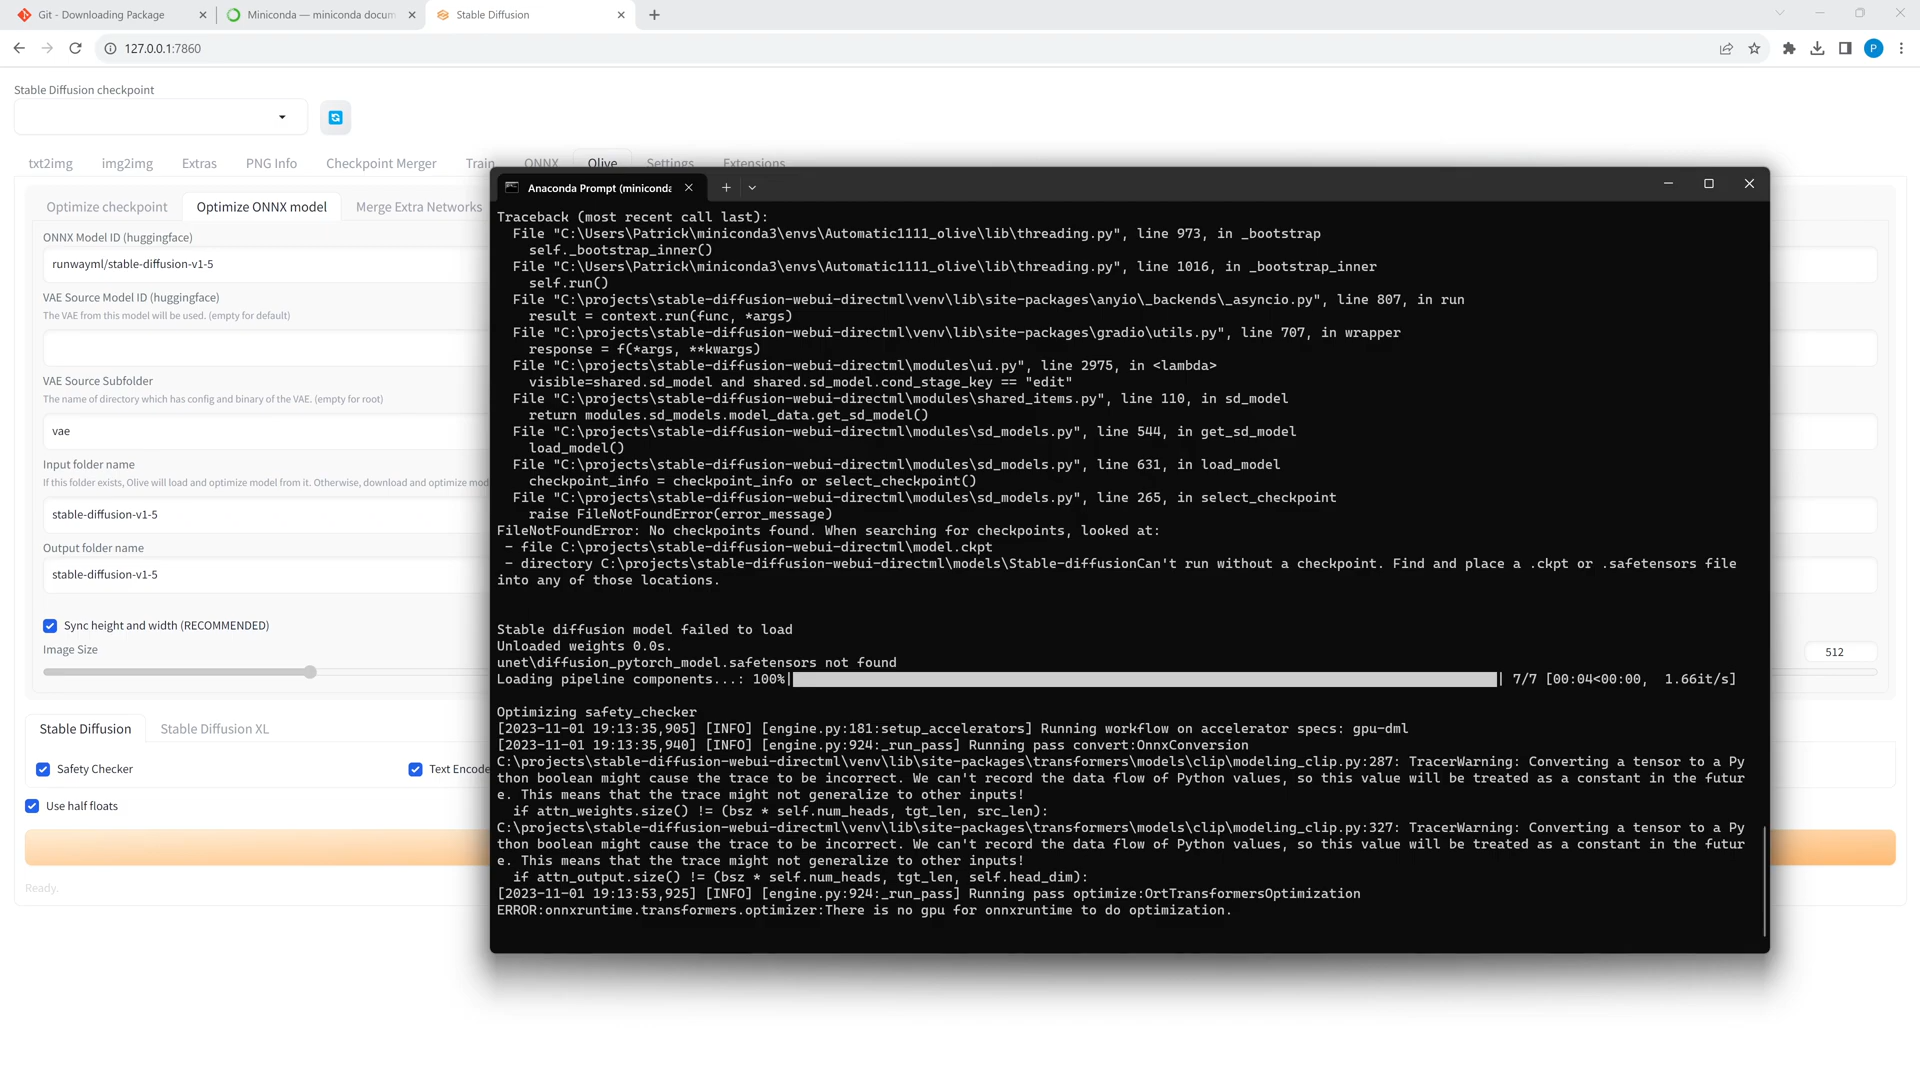 Git - Downloading Package
Miniconda — miniconda docum
Stable Diffusion
127.0.0.1:7860
P
Stable Diffusion checkpoint
txt2img img2img Extras PNG Info Checkpoint Merger Train ONNX Olive Settings Extensions
Optimize checkpoint Optimize ONNX model Merge Extra Networks
ONNX Model ID (huggingface)
runwayml/stable-diffusion-v1-5
VAE Source Model ID (huggingface)
The VAE from this model will be used. (empty for default)
VAE Source Subfolder
The name of directory which has config and binary of the VAE. (empty for root)
vae
Input folder name
If this folder exists, Olive will load and optimize model from it. Otherwise, download and optimize mod
stable-diffusion-v1-5
Output folder name
stable-diffusion-v1-5
Sync height and width (RECOMMENDED)
Image Size
512
Stable Diffusion Stable Diffusion XL
Safety Checker Text Encode
Use half floats
Ready.
Anaconda Prompt (miniconda
Traceback (most recent call last):
File "C:\Users\Patrick\miniconda3\envs\Automatic1111_olive\lib\threading.py", line 973, in _bootstrap
self._bootstrap_inner()
File "C:\Users\Patrick\miniconda3\envs\Automatic1111_olive\lib\threading.py", line 1016, in _bootstrap_inner
self.run()
File "C:\projects\stable-diffusion-webui-directml\venv\lib\site-packages\anyio\_backends\_asyncio.py", line 807, in run
result = context.run(func, *args)
File "C:\projects\stable-diffusion-webui-directml\venv\lib\site-packages\gradio\utils.py", line 707, in wrapper
response = f(*args, **kwargs)
File "C:\projects\stable-diffusion-webui-directml\modules\ui.py", line 2975, in <lambda>
visible=shared.sd_model and shared.sd_model.cond_stage_key == "edit"
File "C:\projects\stable-diffusion-webui-directml\modules\shared_items.py", line 110, in sd_model
return modules.sd_models.model_data.get_sd_model()
File "C:\projects\stable-diffusion-webui-directml\modules\sd_models.py", line 544, in get_sd_model
load_model()
File "C:\projects\stable-diffusion-webui-directml\modules\sd_models.py", line 631, in load_model
checkpoint_info = checkpoint_info or select_checkpoint()
File "C:\projects\stable-diffusion-webui-directml\modules\sd_models.py", line 265, in select_checkpoint
raise FileNotFoundError(error_message)
FileNotFoundError: No checkpoints found. When searching for checkpoints, looked at:
- file C:\projects\stable-diffusion-webui-directml\model.ckpt
- directory C:\projects\stable-diffusion-webui-directml\models\Stable-diffusionCan't run without a checkpoint. Find and place a .ckpt or .safetensors file
into any of those locations.
Stable diffusion model failed to load
Unloaded weights 0.0s.
unet\diffusion_pytorch_model.safetensors not found
Loading pipeline components...: 100%| | 7/7 [00:04<00:00, 1.66it/s]
Optimizing safety_checker
[2023-11-01 19:13:35,905] [INFO] [engine.py:181:setup_accelerators] Running workflow on accelerator specs: gpu-dml
[2023-11-01 19:13:35,940] [INFO] [engine.py:924:_run_pass] Running pass convert:OnnxConversion
C:\projects\stable-diffusion-webui-directml\venv\lib\site-packages\transformers\models\clip\modeling_clip.py:287: TracerWarning: Converting a tensor to a Py
thon boolean might cause the trace to be incorrect. We can't record the data flow of Python values, so this value will be treated as a constant in the futur
e. This means that the trace might not generalize to other inputs!
if attn_weights.size() != (bsz * self.num_heads, tgt_len, src_len):
C:\projects\stable-diffusion-webui-directml\venv\lib\site-packages\transformers\models\clip\modeling_clip.py:327: TracerWarning: Converting a tensor to a Py
thon boolean might cause the trace to be incorrect. We can't record the data flow of Python values, so this value will be treated as a constant in the futur
e. This means that the trace might not generalize to other inputs!
if attn_output.size() != (bsz * self.num_heads, tgt_len, self.head_dim):
[2023-11-01 19:13:53,925] [INFO] [engine.py:924:_run_pass] Running pass optimize:OrtTransformersOptimization
ERROR:onnxruntime.transformers.optimizer:There is no gpu for onnxruntime to do optimization.